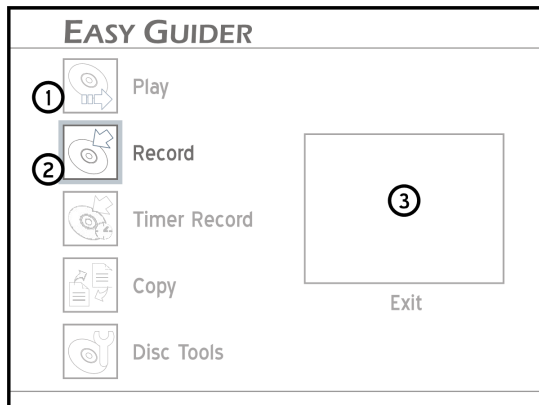 EASY GUIDER
1
Play
2
Record
3
Timer Record
Copy
Exit
Disc Tools